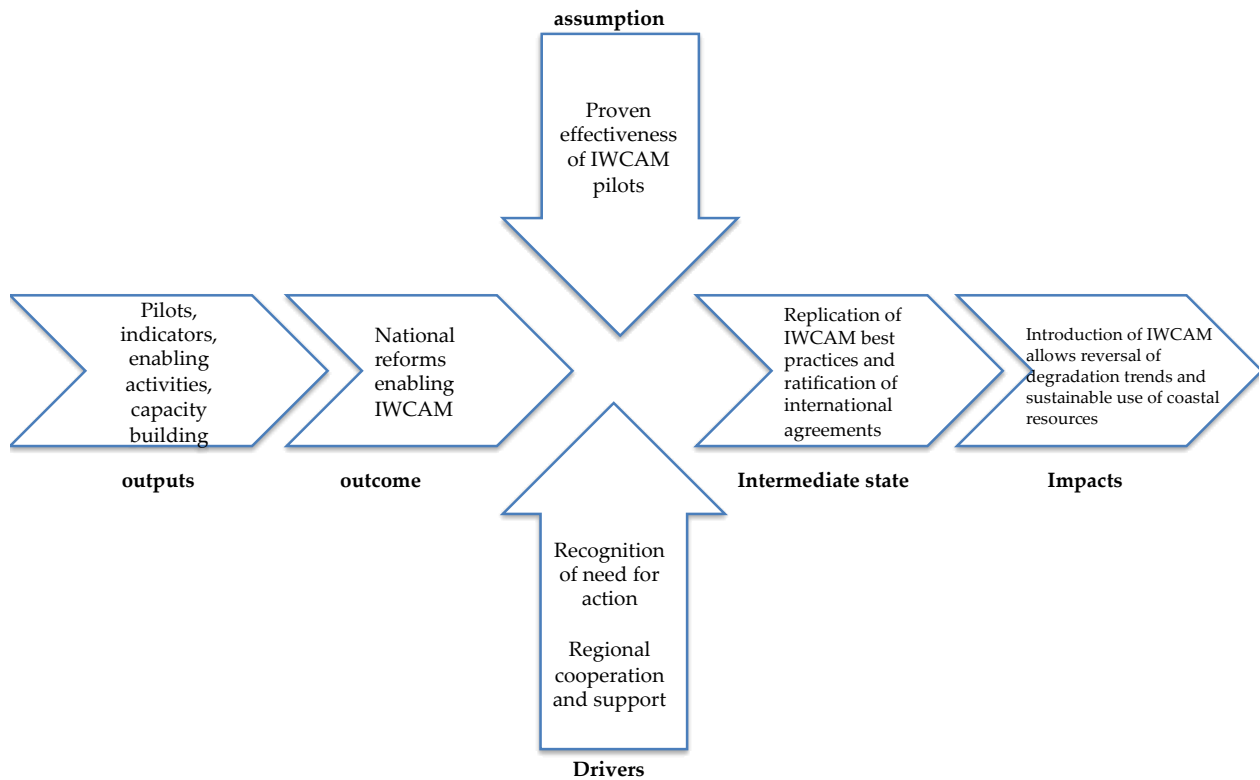 assumption
Proven
effectiveness
of IWCAM
pilots
Pilots,
indicators,
enabling
activities,
capacity
building
outputs
National
reforms
enabling
IWCAM
outcome
Replication of
IWCAM best
practices and
ratification of
international
agreements
Intermediate state
Introduction of IWCAM
allows reversal of
degradation trends and
sustainable use of coastal
resources
Impacts
Recognition
of need for
action
Regional
cooperation
and support
Drivers